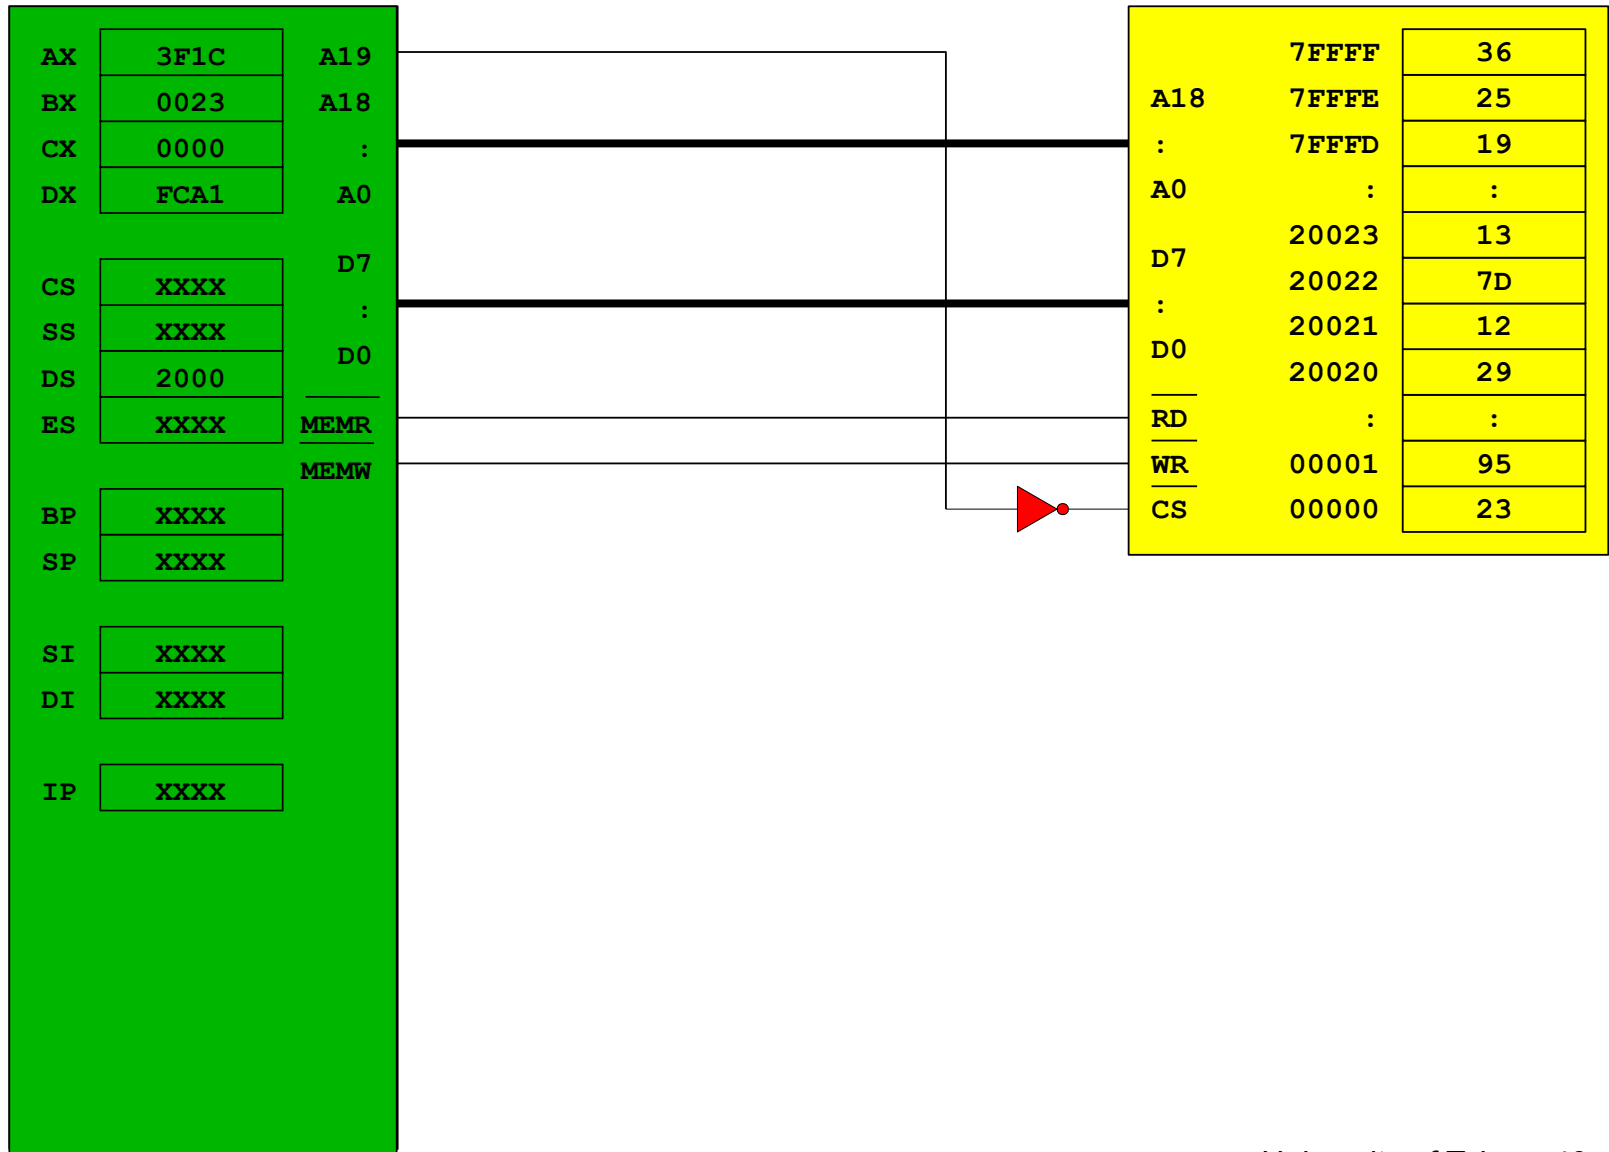 AX 3F1C A19
BX 0023 A18
CX 0000 :
DX FCA1 A0
D7
CS XXXX
:
SS XXXX
D0
DS 2000
ES XXXX MEMR
MEMW
BP XXXX
SP XXXX
SI XXXX
DI XXXX
IP XXXX
7FFFF 36
A18 7FFFE 25
: 7FFFD 19
A0 : :
20023 13
D7
20022 7D
:
20021 12
D0
20020 29
RD : :
WR 00001 95
CS 00000 23